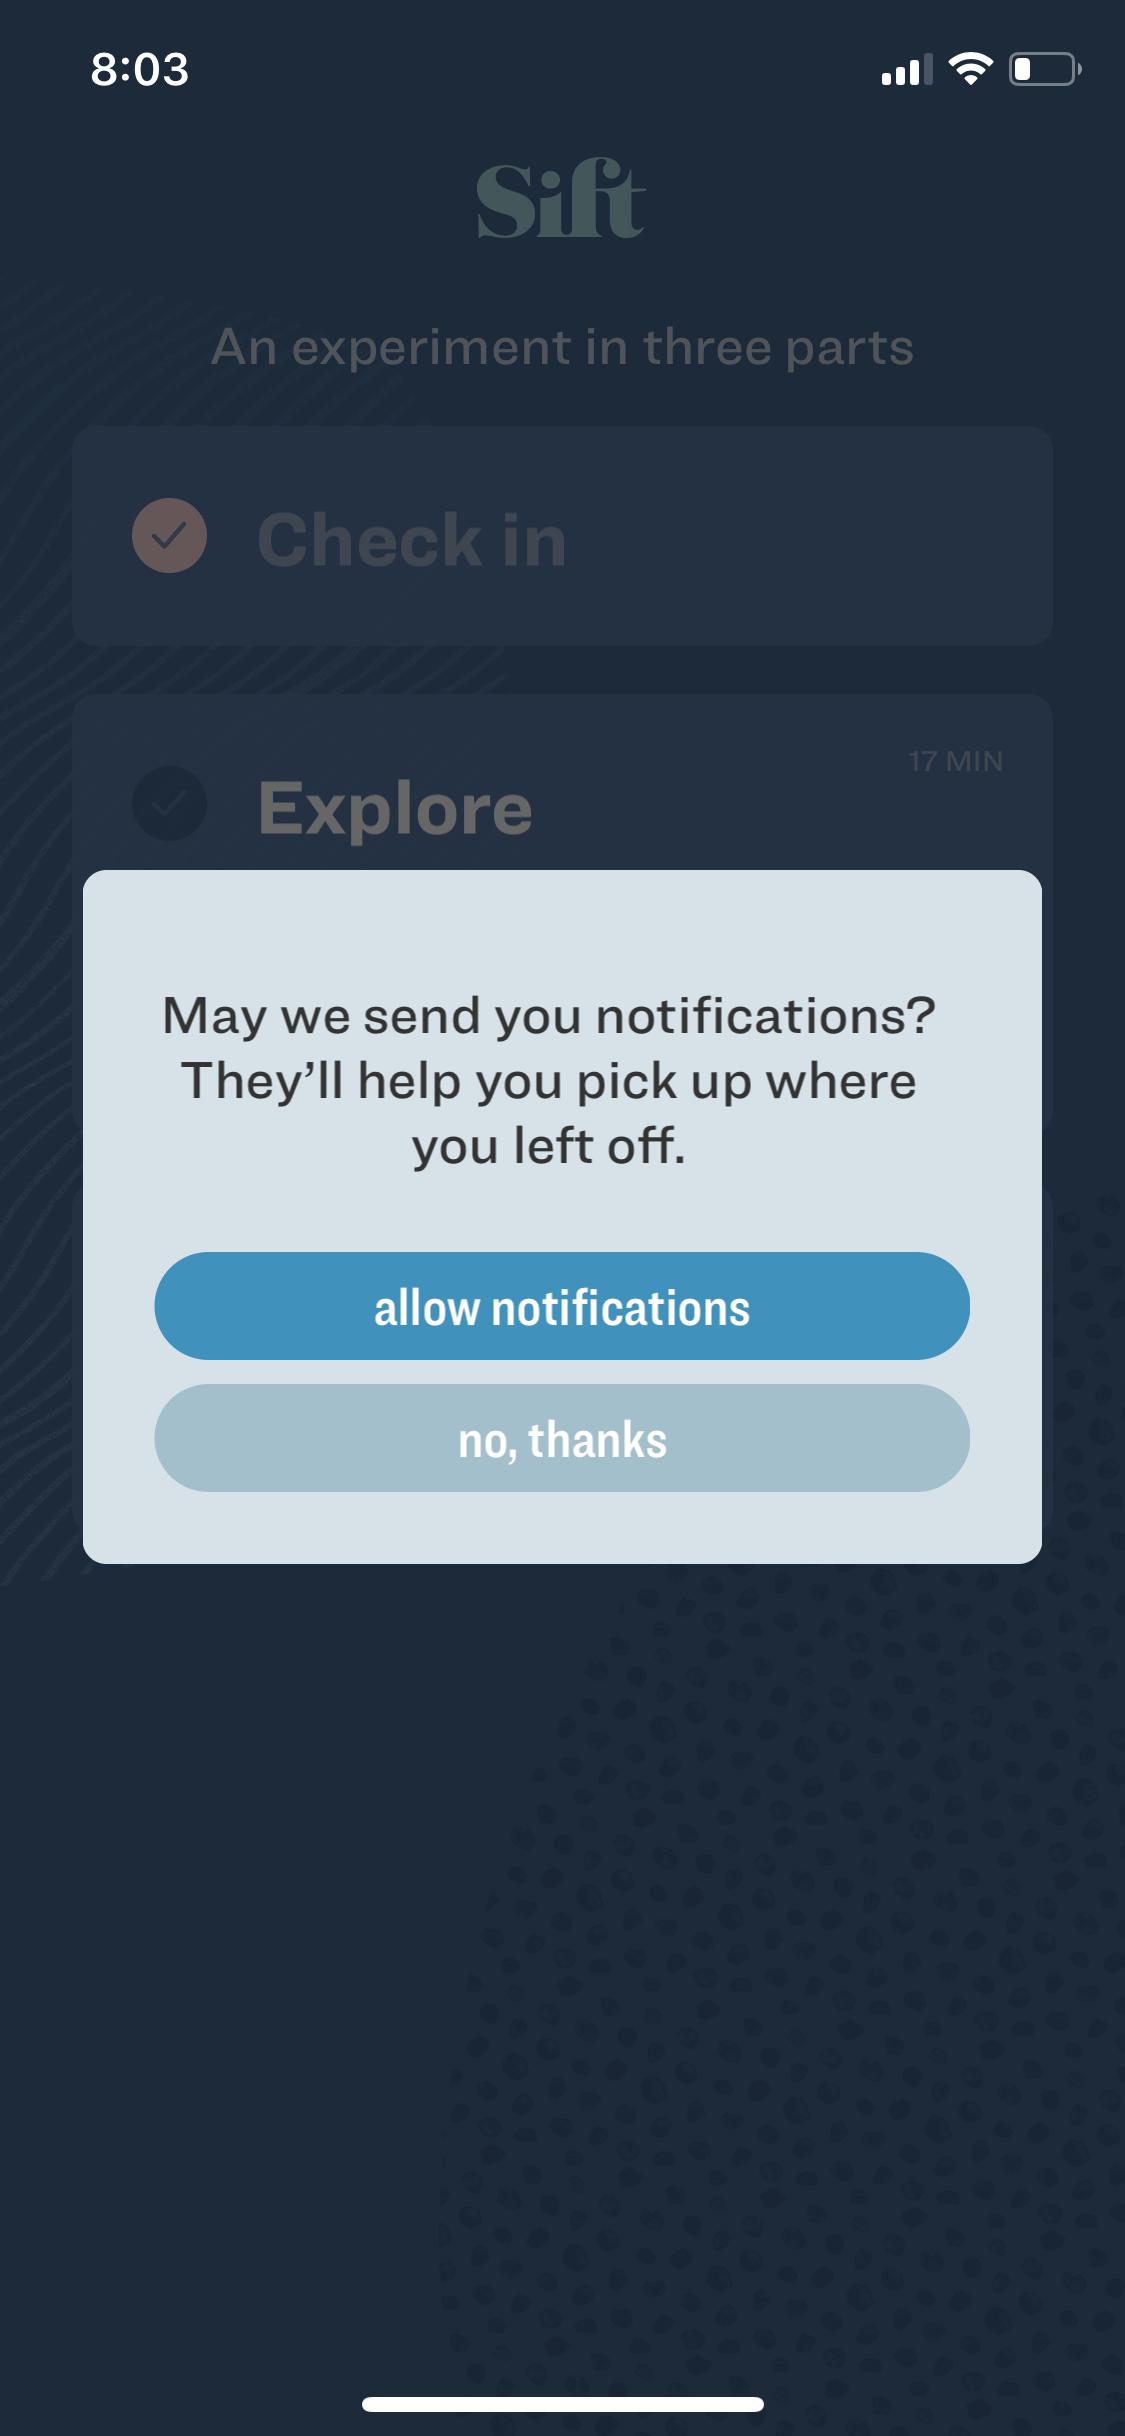 8:03
Sift
An experiment in three parts
Check in
17 MIN
Explore
May we send you notifications?
They’ll help you pick up where
you left off.
allow notifications
no, thanks